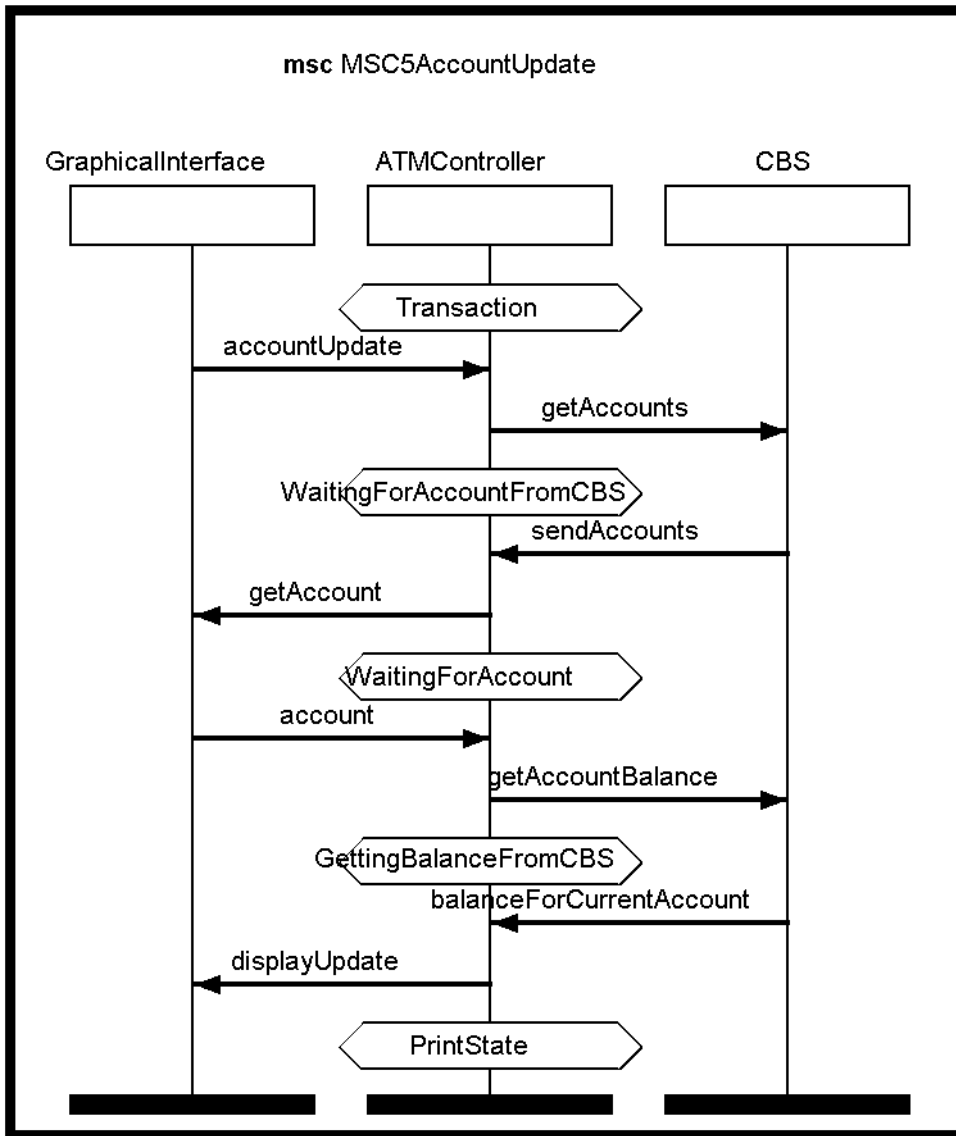 msc MSC5AccountUpdate
GraphicalInterface
ATMController
CBS
Transaction
accountUpdate
getAccounts
WaitingForAccountFromCBS
sendAccounts
getAccount
WaitingForAccount
account
getAccountBalance
GettingBalanceFromCBS
balanceForCurrentAccount
displayUpdate
PrintState